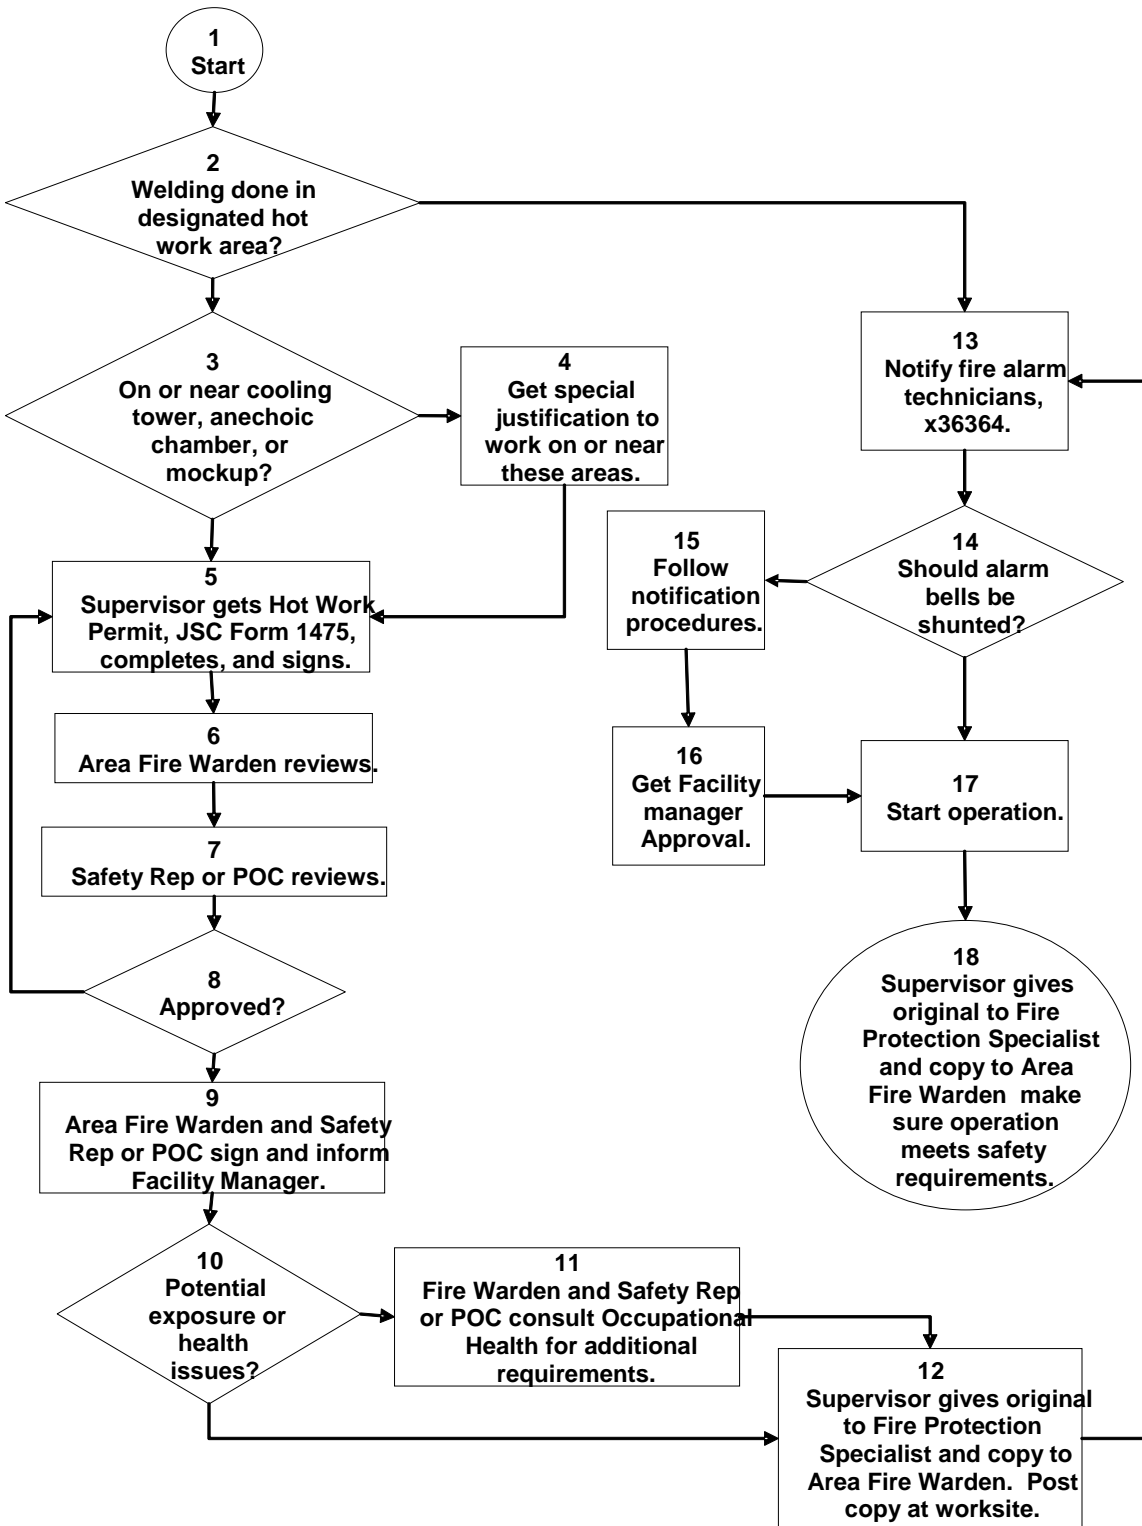 1
Start
2
Welding done in
designated hot
work area?
3
On or near cooling
tower, anechoic
chamber, or
mockup?
4
Get special
justification to
work on or near
these areas.
5
Supervisor gets Hot Work
Permit, JSC Form 1475,
completes, and signs.
6
Area Fire Warden reviews.
7
Safety Rep or POC reviews.
8
Approved?
9
Area Fire Warden and Safety
Rep or POC sign and inform
Facility Manager.
10
Potential
exposure or
health
issues?
11
Fire Warden and Safety Rep
or POC consult Occupational
Health for additional
requirements.
12
Supervisor gives original
to Fire Protection
Specialist and copy to
Area Fire Warden.  Post
copy at worksite.
13
Notify fire alarm
technicians,
x36364.
14
Should alarm
bells be
shunted?
15
Follow
notification
procedures.
16
Get Facility
manager
Approval.
17
Start operation.
18
Supervisor gives
original to Fire
Protection Specialist
and copy to Area
Fire Warden  make
sure operation
meets safety
requirements.